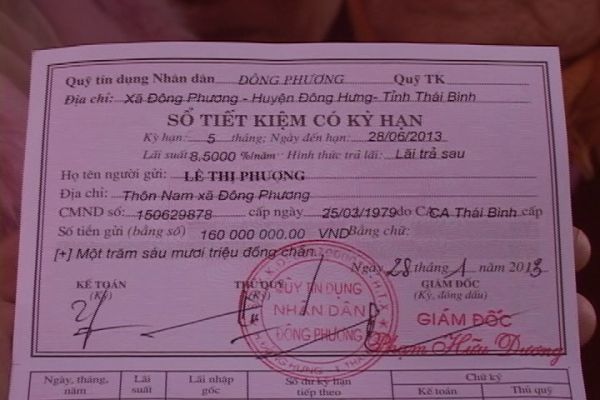 Quỹ tín dụng Nhân dân ĐÔNG PHƯƠNG Quỹ TK
Địa chỉ: Xã Đông Phương - Huyện Đông Hưng- Tỉnh Thái Bình
SỔ TIẾT KIỆM CÓ KỲ HẠN
Kỳ hạn: 5 tháng; Ngày đến hạn: 28/06/2013
Lãi suất 8,5000 %/năm Hình thức trả lãi: Lãi trả sau
Họ tên người gửi: LÊ THỊ PHƯỢNG
Địa chỉ: Thôn Nam xã Đông Phương
CMND số: 150629878 cấp ngày 25/03/1979 do CA CA Thái Bình cấp
Số tiền gửi (bằng số) 160 000 000.00 VND Bằng chữ:
[+] Một trăm sáu mươi triệu đồng chẵn.
Ngày 28 tháng 1 năm 2013
KẾ TOÁN THỦ QUỸ GIÁM ĐỐC
(Ký) (Ký) (Ký, đóng dấu)
QŨY TÍN DỤNG
NHÂN DÂN
ĐÔNG PHƯƠNG
GIÁM ĐỐC
Phạm Hữu Dương
Ngày, tháng, năm Lãi suất Lãi nhập gốc Số dư kỳ hạn tiếp theo Chữ ký
Kế toán Thủ quỹ